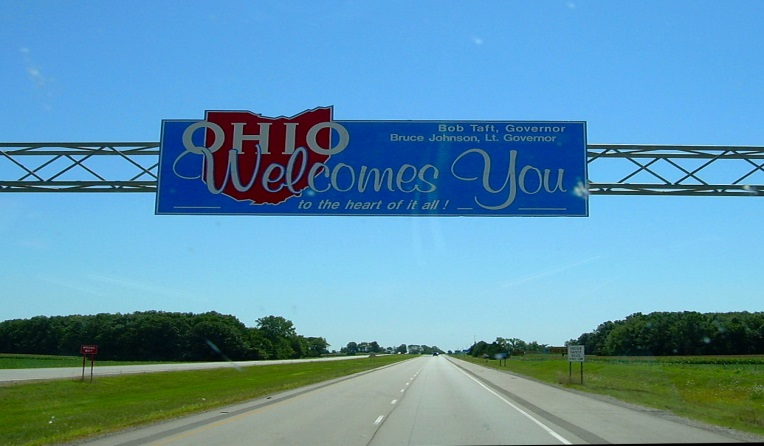 OHIO
Bob Taft, Governor
Bruce Johnson, Lt. Governor
Welcomes You
to the heart of it all !